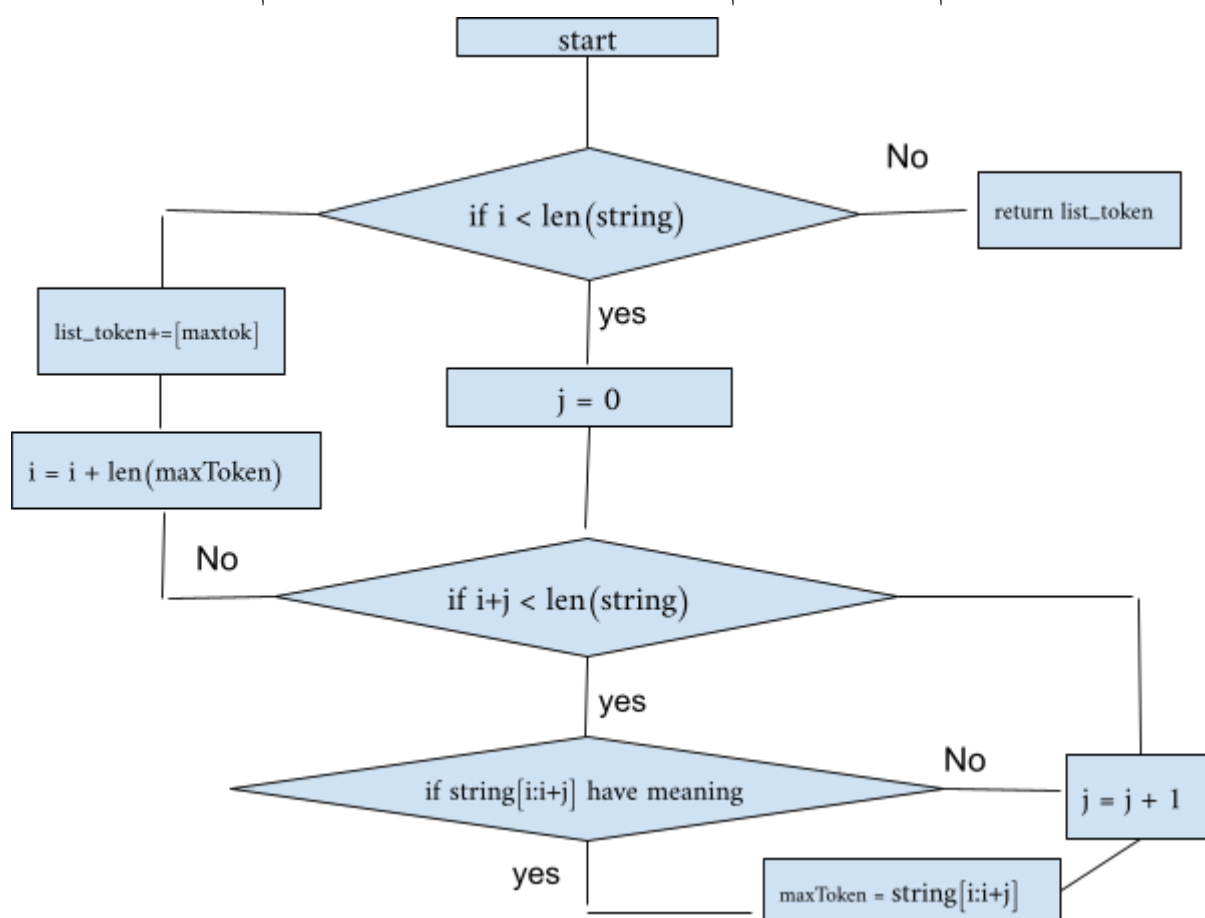 start
No
if i < len(string)
return list_token
yes
list_token+=[maxtok]
j = 0
i = i + len(maxToken)
No
if i+j < len(string)
yes
No
if string[i:i+j] have meaning
j = j + 1
yes
maxToken = string[i:i+j]